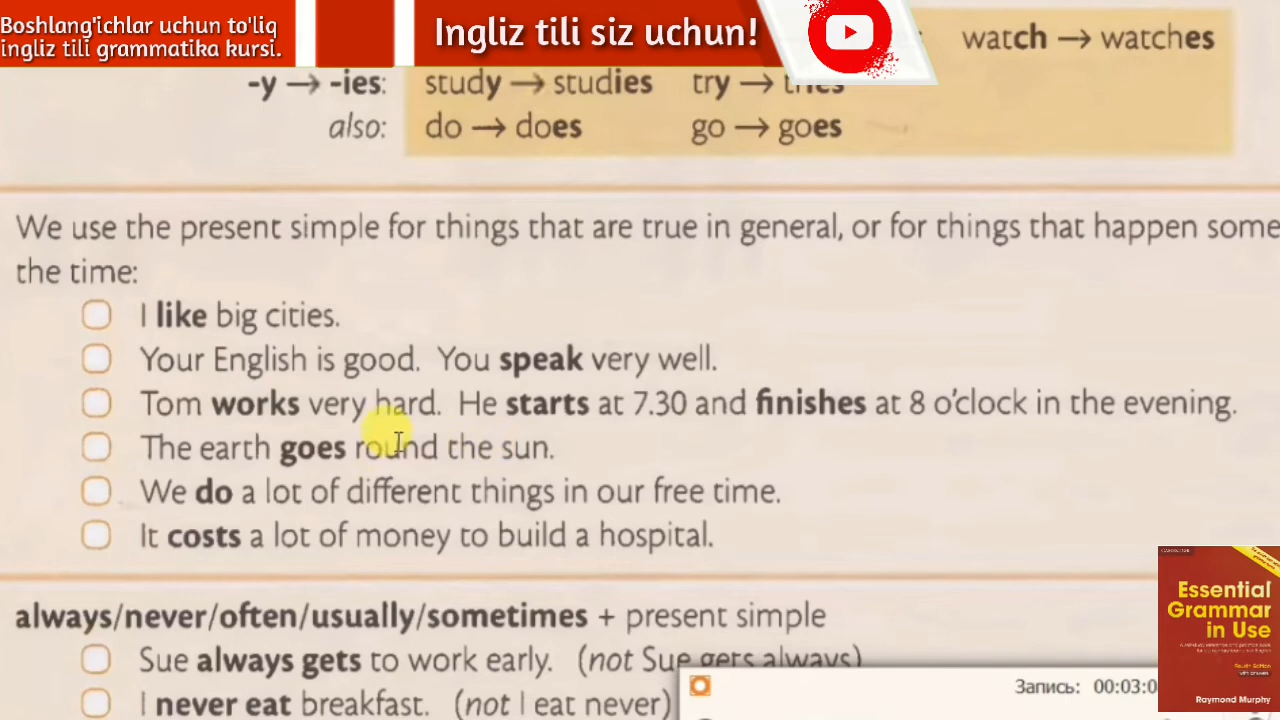 Boshlang'ichlar uchun to'liq
ingliz tili grammatika kursi.
Ingliz tili siz uchun!
watch → watches
-y → -ies: study → studies try → tries
also: do → does go → goes
We use the present simple for things that are true in general, or for things that happen some
the time:
I like big cities.
Your English is good. You speak very well.
Tom works very hard. He starts at 7.30 and finishes at 8 o'clock in the evening.
The earth goes round the sun.
We do a lot of different things in our free time.
It costs a lot of money to build a hospital.
always/never/often/usually/sometimes + present simple
Sue always gets to work early. (not Sue gets always)
I never eat breakfast. (not I eat never)
Запись: 00:03:0
CAMBRIDGE
Essential
Grammar
in Use
Fourth Edition
with answers
Raymond Murphy